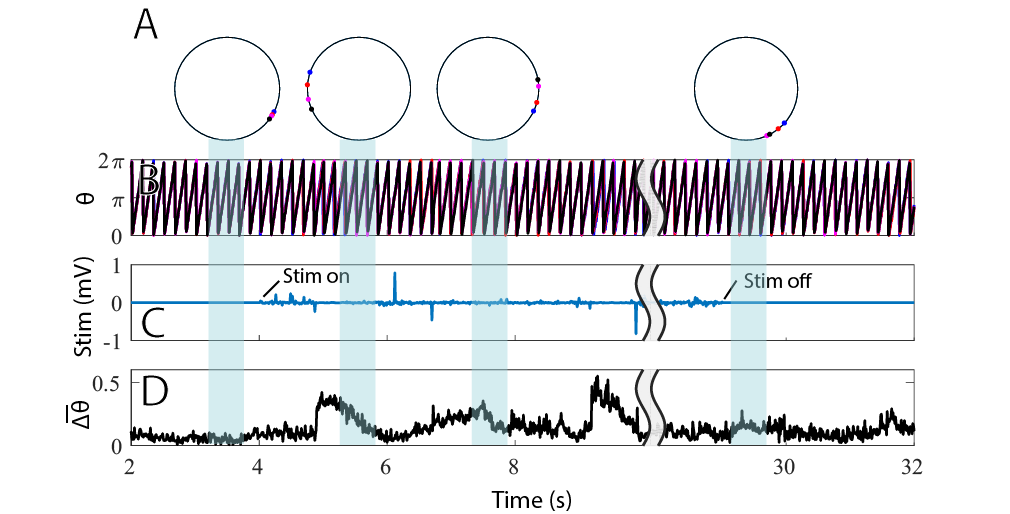 A
2π
π
0
θ
B
1
0
-1
Stim (mV)
Stim on
Stim off
C
0.5
0
Δθ
D
2
4
6
8
30
32
Time (s)